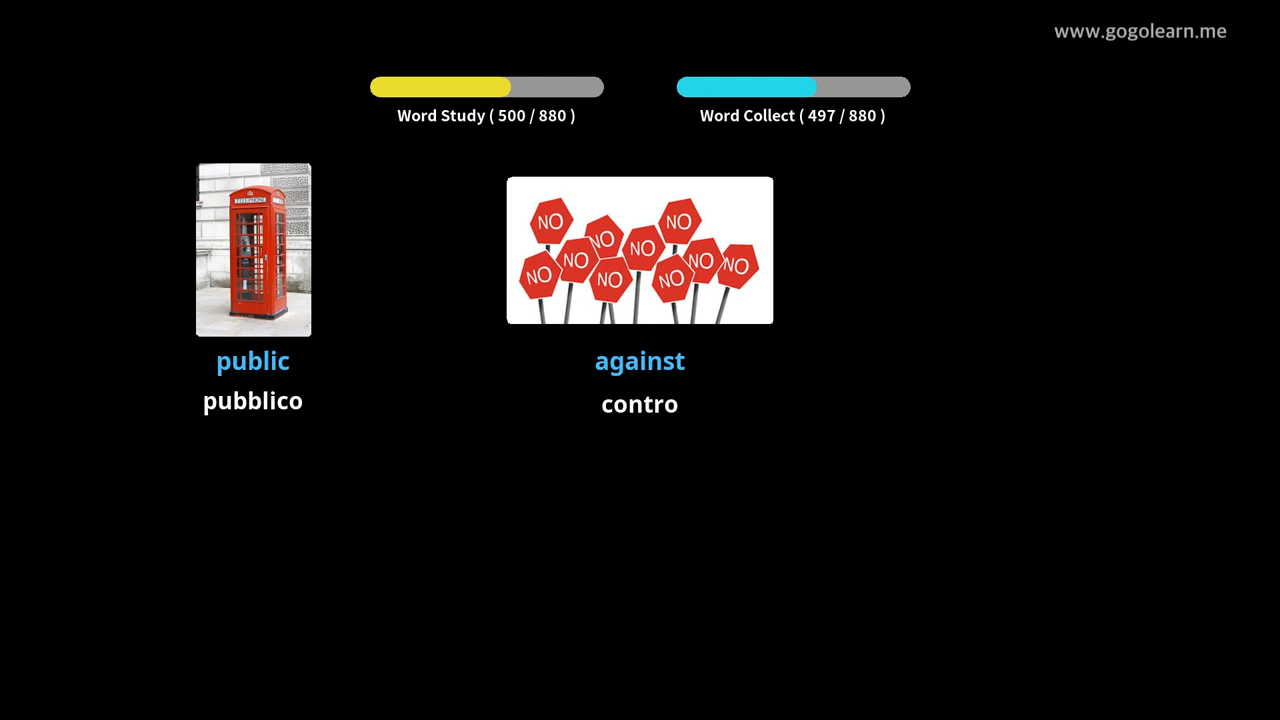 www.gogolearn.me
Word Study ( 500 / 880 )
Word Collect ( 497 / 880 )
TELEPHONE
NO
NO
NO
NO
NO
NO
NO
NO
NO
NO
public
against
pubblico
contro